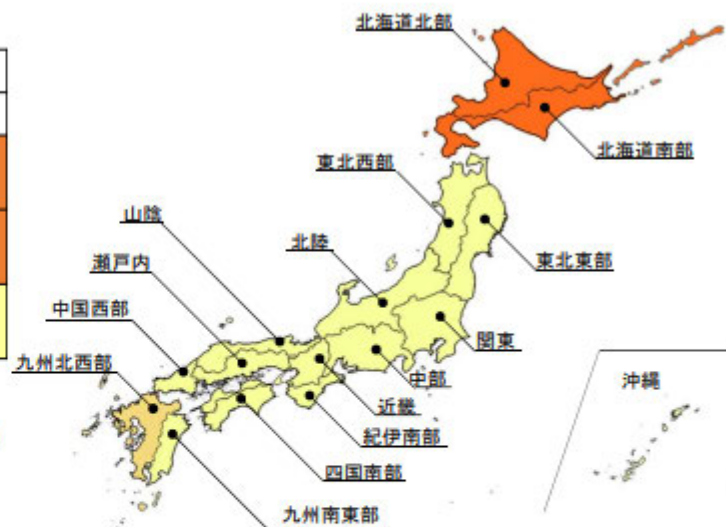 北海道北部
北海道南部
東北西部
山陰
北陸
東北東部
瀬戸内
中国西部
関東
九州北西部
中部
沖縄
近畿
紀伊南部
四国南部
九州南東部